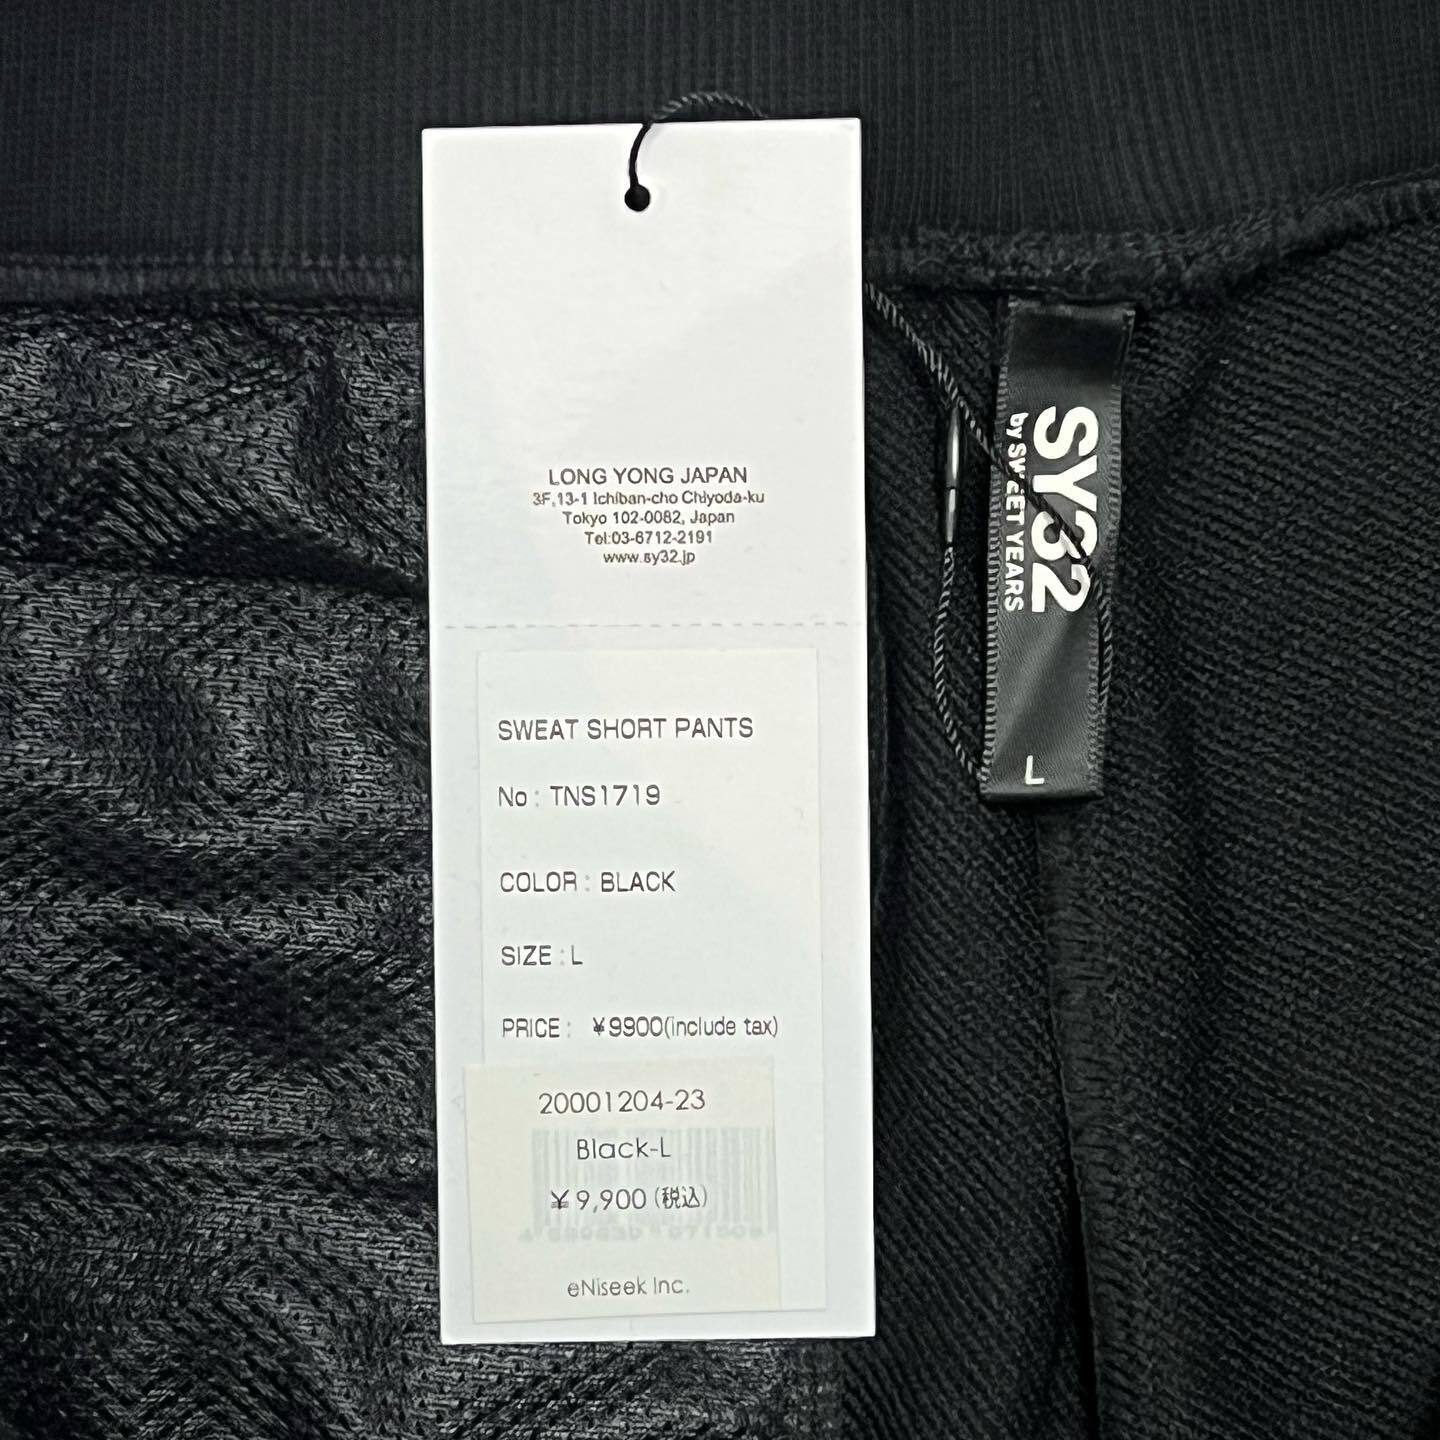 LONG YONG JAPAN
3F,13-1 Ichiban-cho Chiyoda-ku
Tokyo 102-0082, Japan
Tel:03-6712-2191
www.sy32.jp
SWEAT SHORT PANTS
No : TNS1719
COLOR : BLACK
SIZE : L
PRICE : ¥9900(include tax)
20001204-23
Black-L
¥9,900(税込)
eNiseek Inc.
SY32
by SWEET YEARS
L